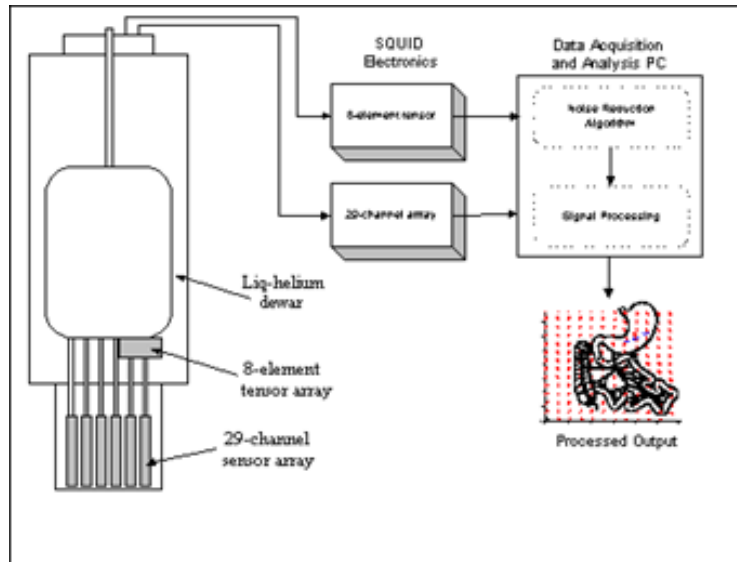 SQUID
Electronics
Data Acquisition
and Analysis PC
8-element tensor
Noise Reduction
Algorithm
29-channel array
Signal Processing
Liq-helium
dewar
8-element
tensor array
29-channel
sensor array
Processed Output